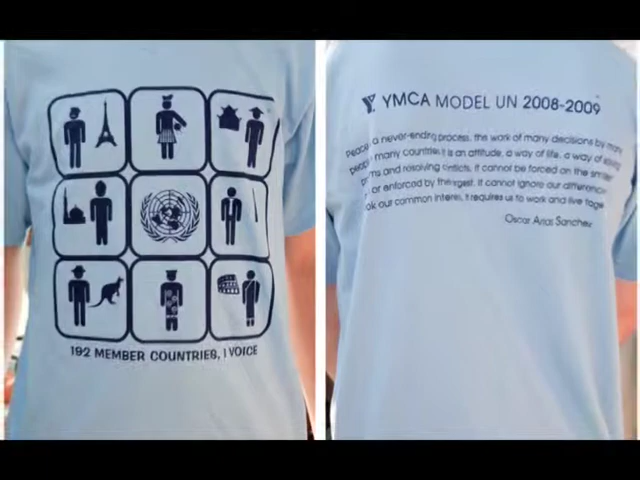 192 MEMBER COUNTRIES, 1 VOICE
YMCA MODEL UN 2008-2009
Peace a never-ending process, the work of many decisions by many
many countries. It is an attitude, a way of life, a way of
and resolving conflicts. It cannot be forced on the
or enforced by the largest. It cannot ignore our differences
our common interests. It requires us to work and live
Oscar Arias Sanchez